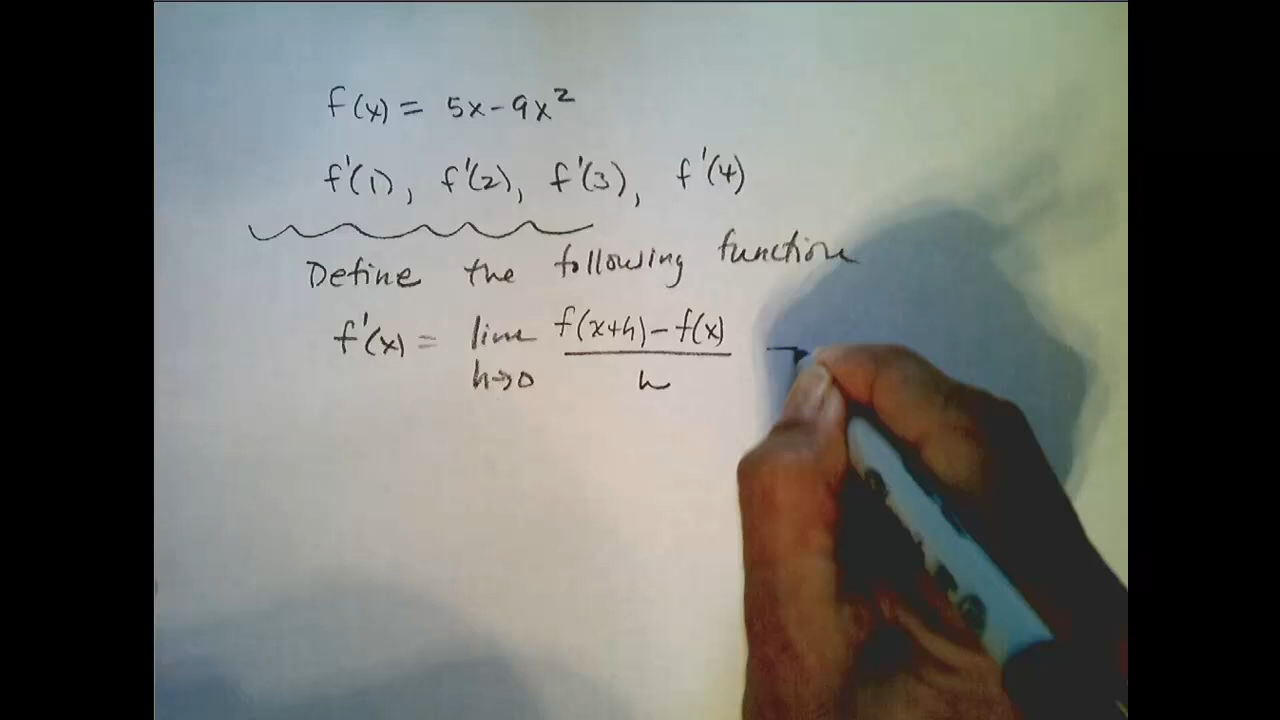 f(x) = 5x - 9x²
f'(1), f'(2), f'(3), f'(4)
Define the following function
f'(x) = lim f(x+h) - f(x)
h→0 h